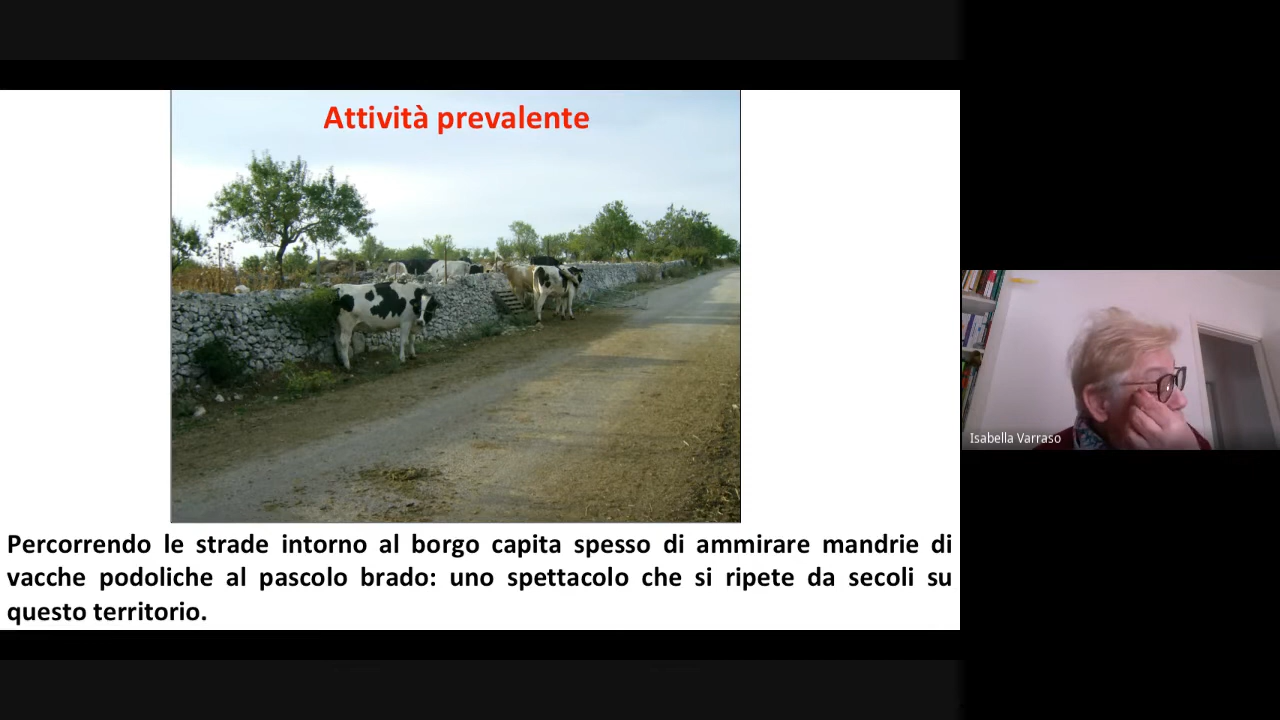 Attività prevalente
Percorrendo le strade intorno al borgo capita spesso di ammirare mandrie di
vacche podoliche al pascolo brado: uno spettacolo che si ripete da secoli su
questo territorio.
Isabella Varraso